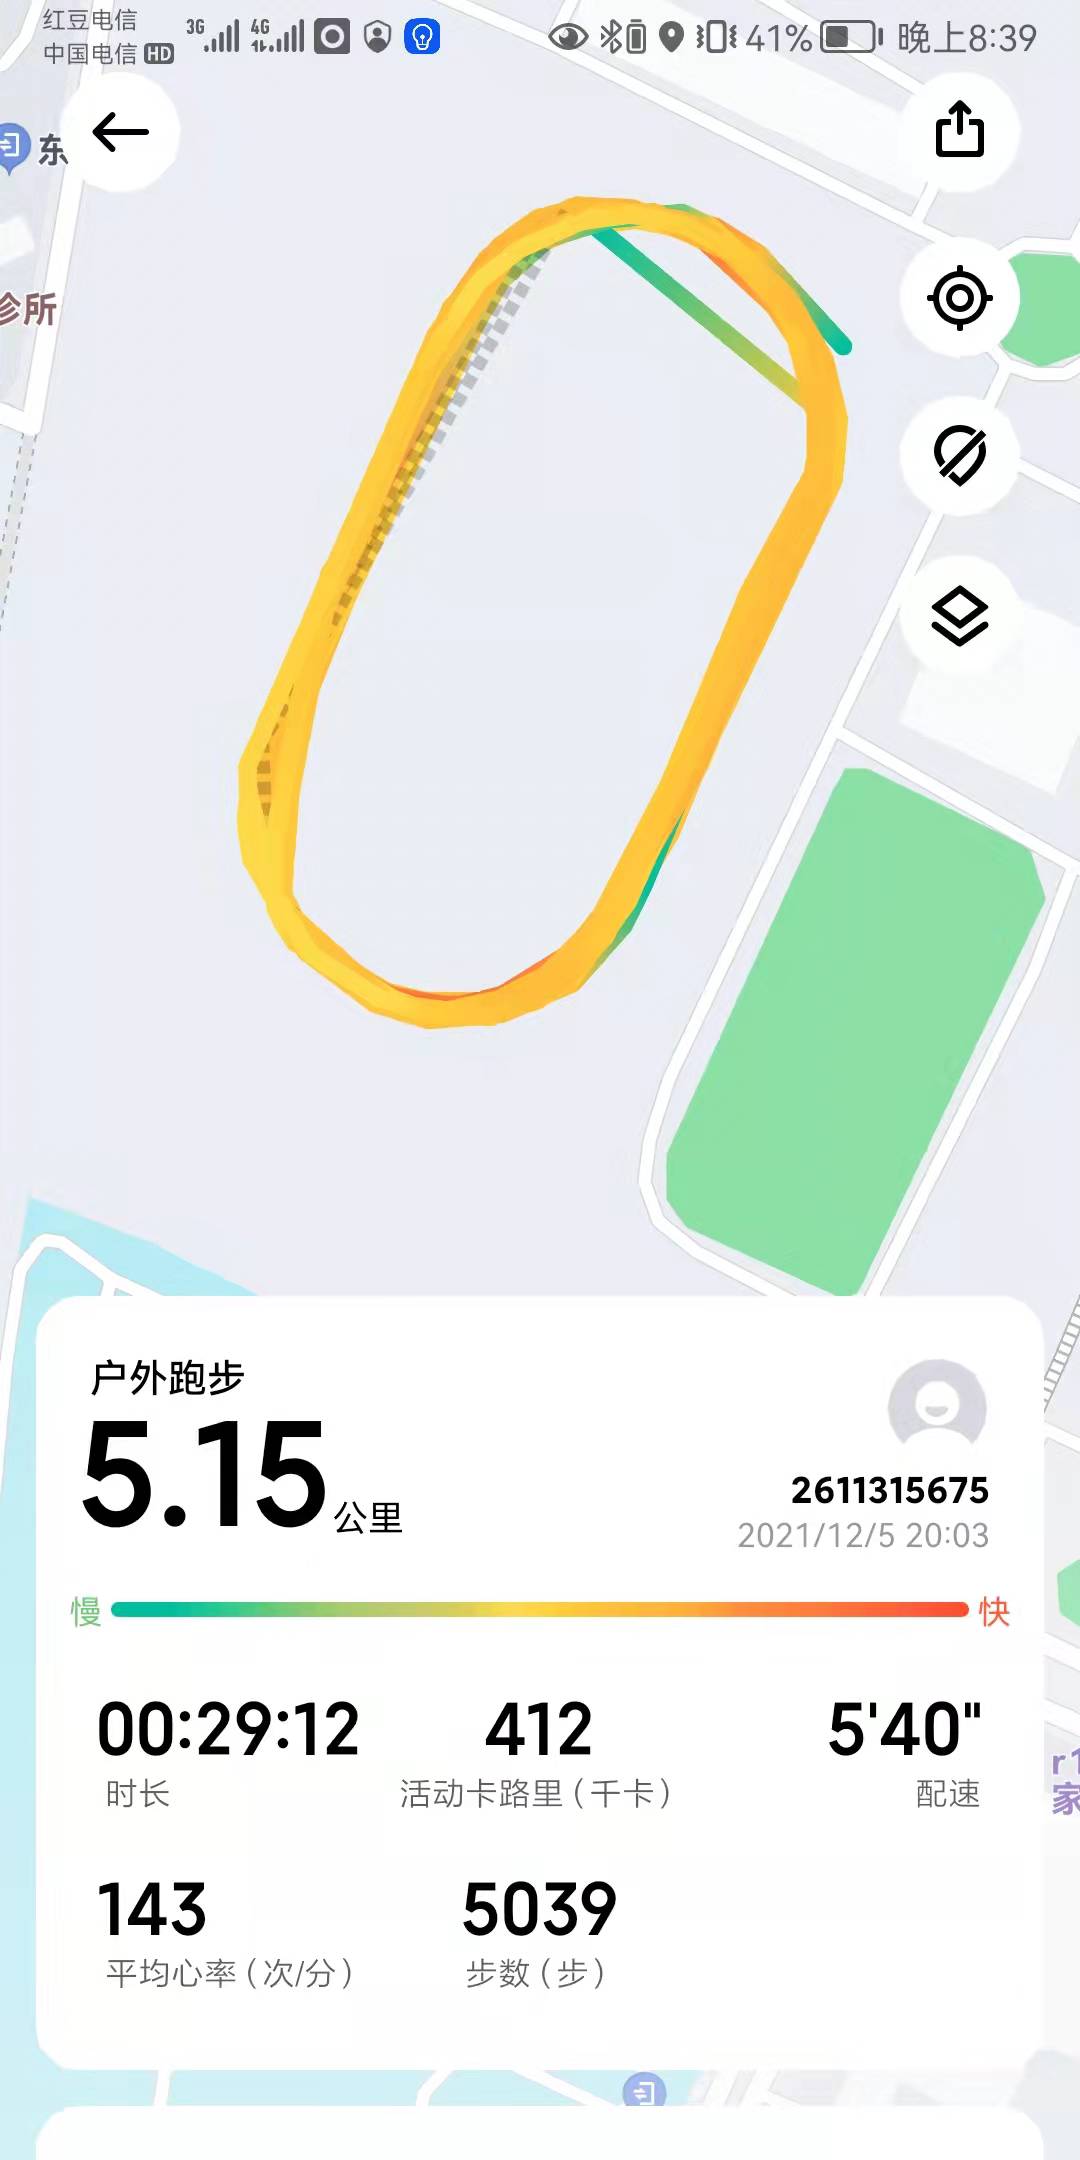 红豆电信
中国电信 HD
3G 4G 41% 晚上8:39
东
诊所
户外跑步
5.15公里
2611315675
2021/12/5 20:03
慢 快
00:29:12 412 5'40"
时长 活动卡路里(千卡) 配速
r1
家
143 5039
平均心率(次/分) 步数(步)